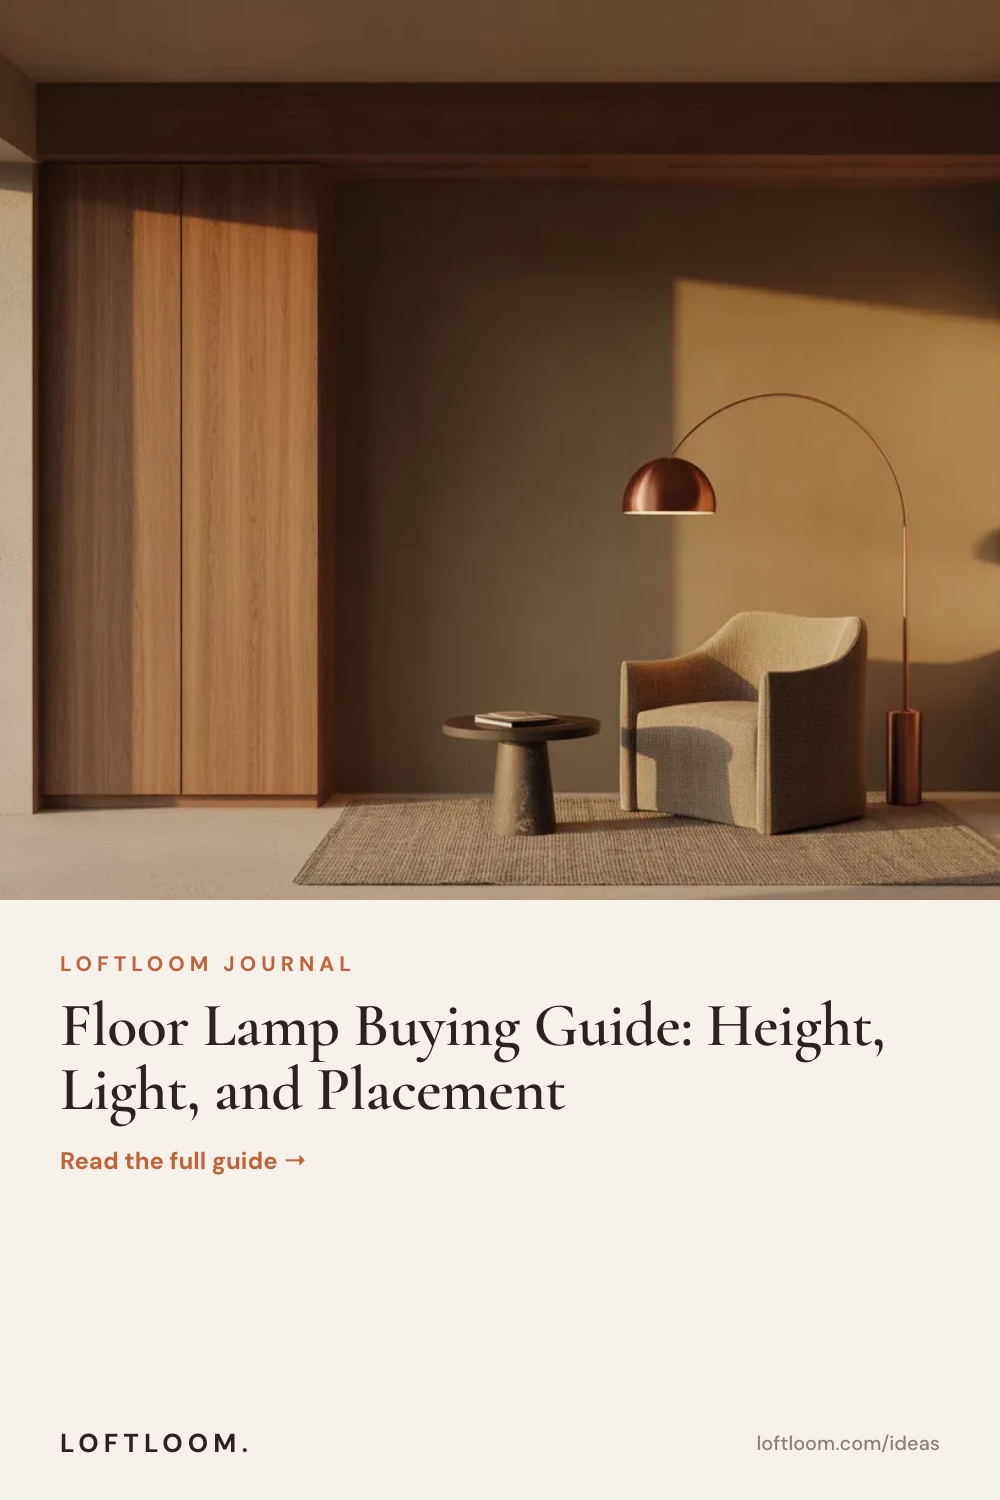 LOFTLOOM JOURNAL
Floor Lamp Buying Guide: Height,
Light, and Placement
Read the full guide →
LOFTLOOM.
loftloom.com/ideas